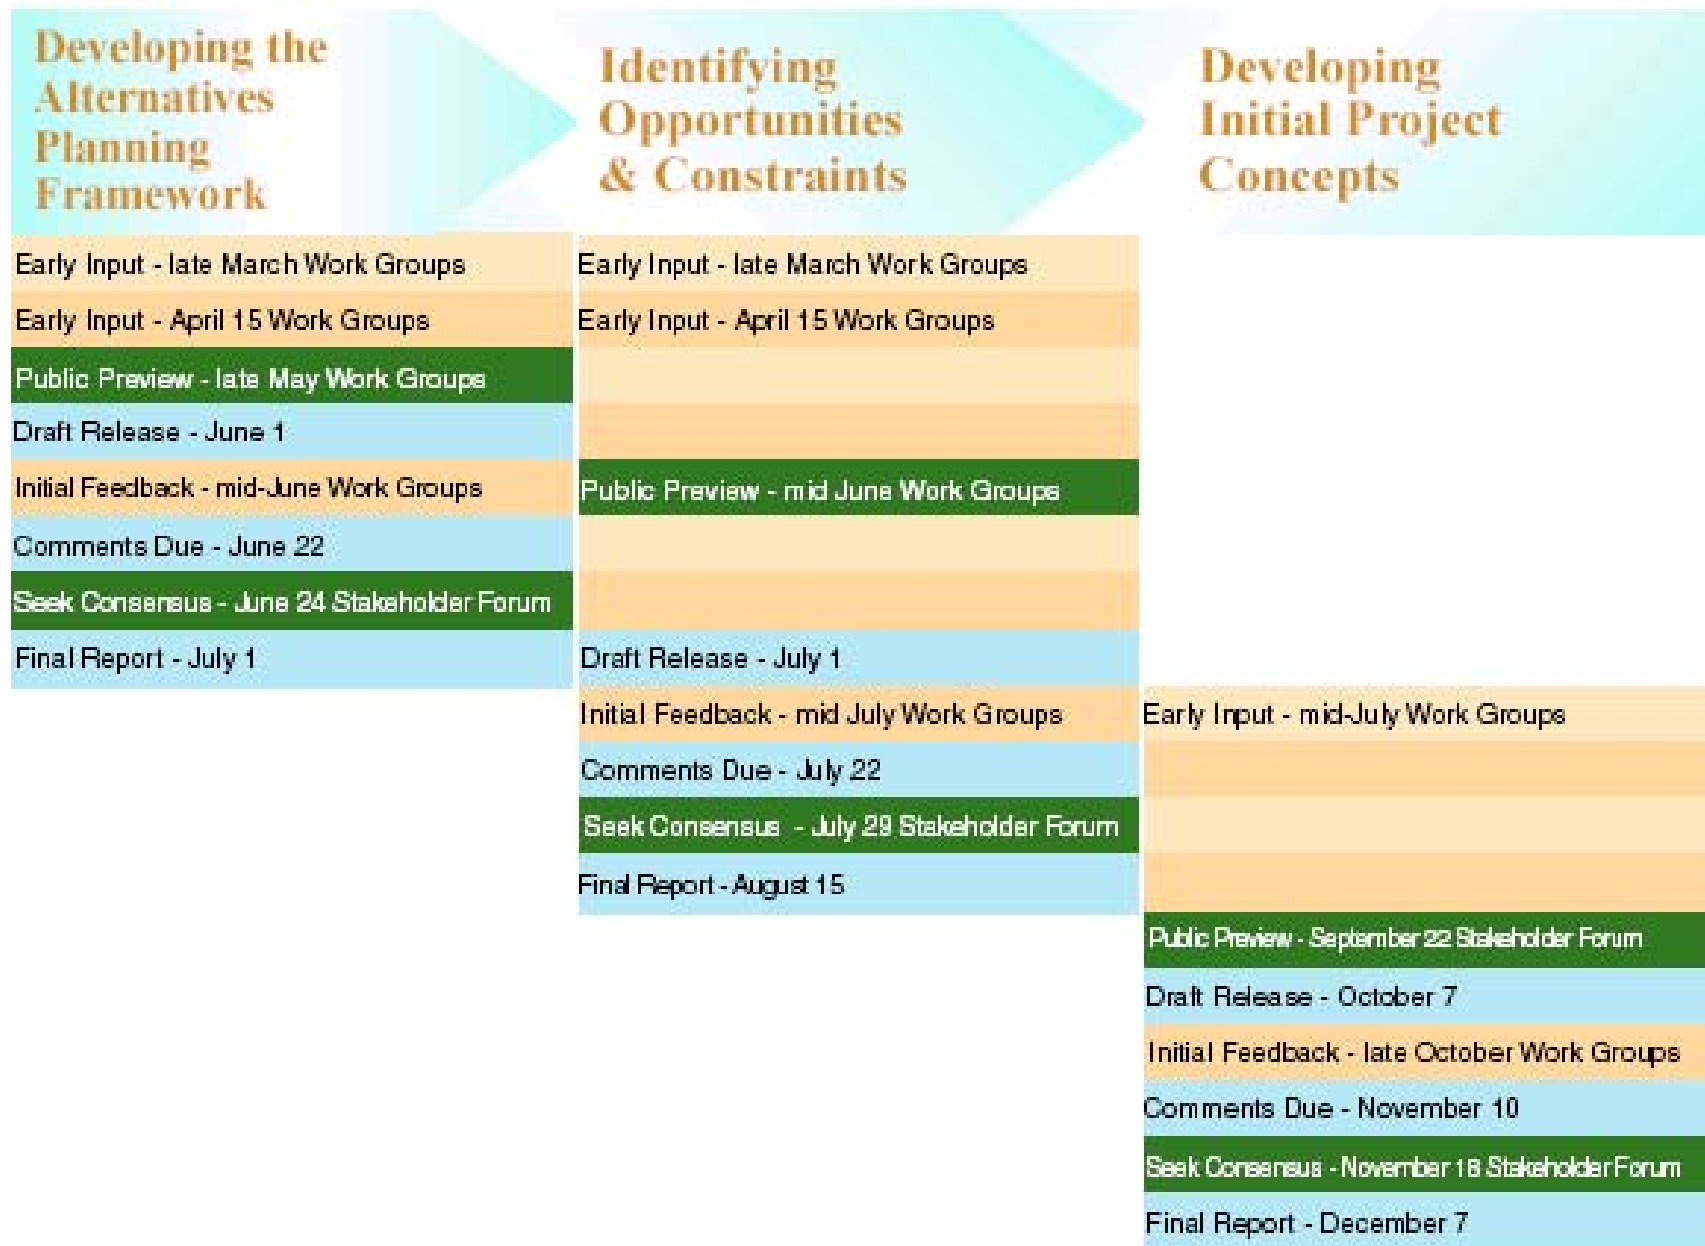 Developing the
Alternatives
Planning
Framework
Identifying
Opportunities
& Constraints
Developing
Initial Project
Concepts
Early Input - late March Work Groups
Early Input - April 15 Work Groups
Public Preview - late May Work Groups
Draft Release - June 1
Initial Feedback - mid-June Work Groups
Comments Due - June 22
Seek Consensus - June 24 Stakeholder Forum
Final Report - July 1
Early Input - late March Work Groups
Early Input - April 15 Work Groups
Public Preview - mid June Work Groups
Draft Release - July 1
Initial Feedback - mid July Work Groups
Comments Due - July 22
Seek Consensus - July 29 Stakeholder Forum
Final Report - August 15
Early Input - mid-July Work Groups
Public Preview - September 22 Stakeholder Forum
Draft Release - October 7
Initial Feedback - late October Work Groups
Comments Due - November 10
Seek Consensus - November Stakeholder Forum
Final Report - December 7